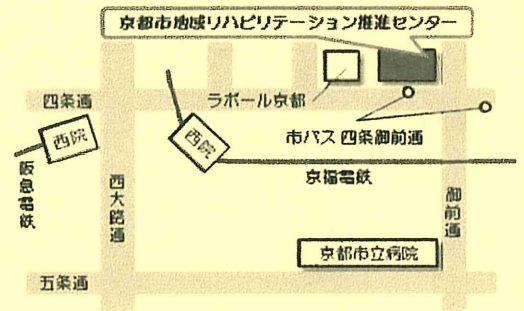 京都市地域リハビリテーション推進センター
四条通
ラボール京都
西院
西院
市バス 四条御前通
阪急電鉄
西大路通
京福電鉄
御前通
京都市立病院
五条通